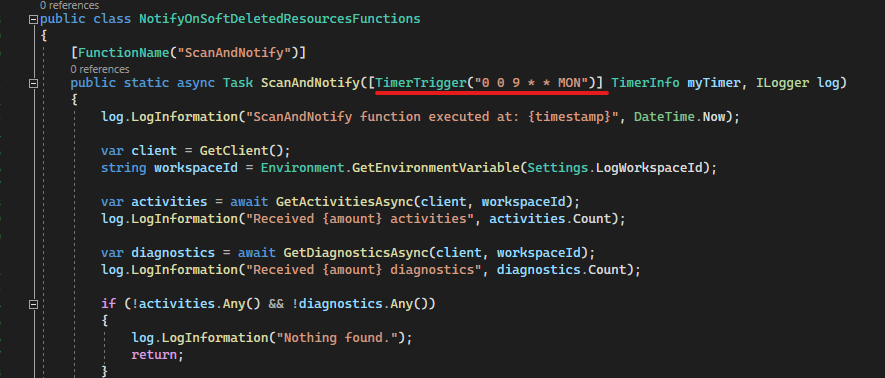 0 references
public class NotifyOnSoftDeletedResourcesFunctions
{
[FunctionName("ScanAndNotify")]
0 references
public static async Task ScanAndNotify([TimerTrigger("0 0 9 * * MON")] TimerInfo myTimer, ILogger log)
{
log.LogInformation("ScanAndNotify function executed at: {timestamp}", DateTime.Now);
var client = GetClient();
string workspaceId = Environment.GetEnvironmentVariable(Settings.LogWorkspaceId);
var activities = await GetActivitiesAsync(client, workspaceId);
log.LogInformation("Received {amount} activities", activities.Count);
var diagnostics = await GetDiagnosticsAsync(client, workspaceId);
log.LogInformation("Received {amount} diagnostics", diagnostics.Count);
if (!activities.Any() && !diagnostics.Any())
{
log.LogInformation("Nothing found.");
return;
}